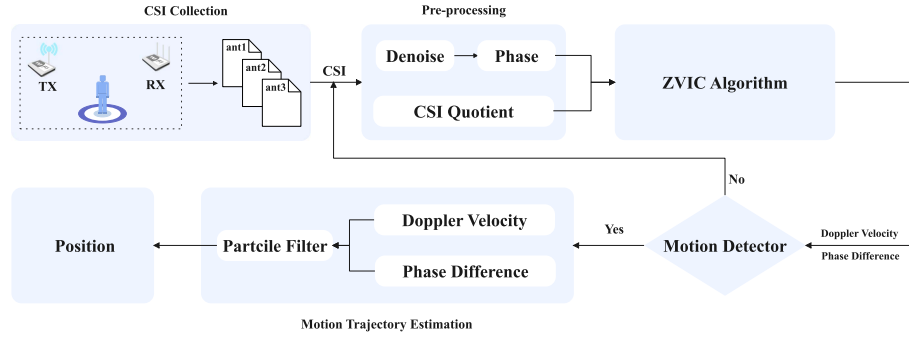 CSI Collection
Pre-processing
TX
RX
ant1
ant2
ant3
CSI
Denoise
Phase
CSI Quotient
ZVIC Algorithm
No
Position
Partcile Filter
Doppler Velocity
Phase Difference
Yes
Motion Detector
Doppler Velocity
Phase Difference
Motion Trajectory Estimation